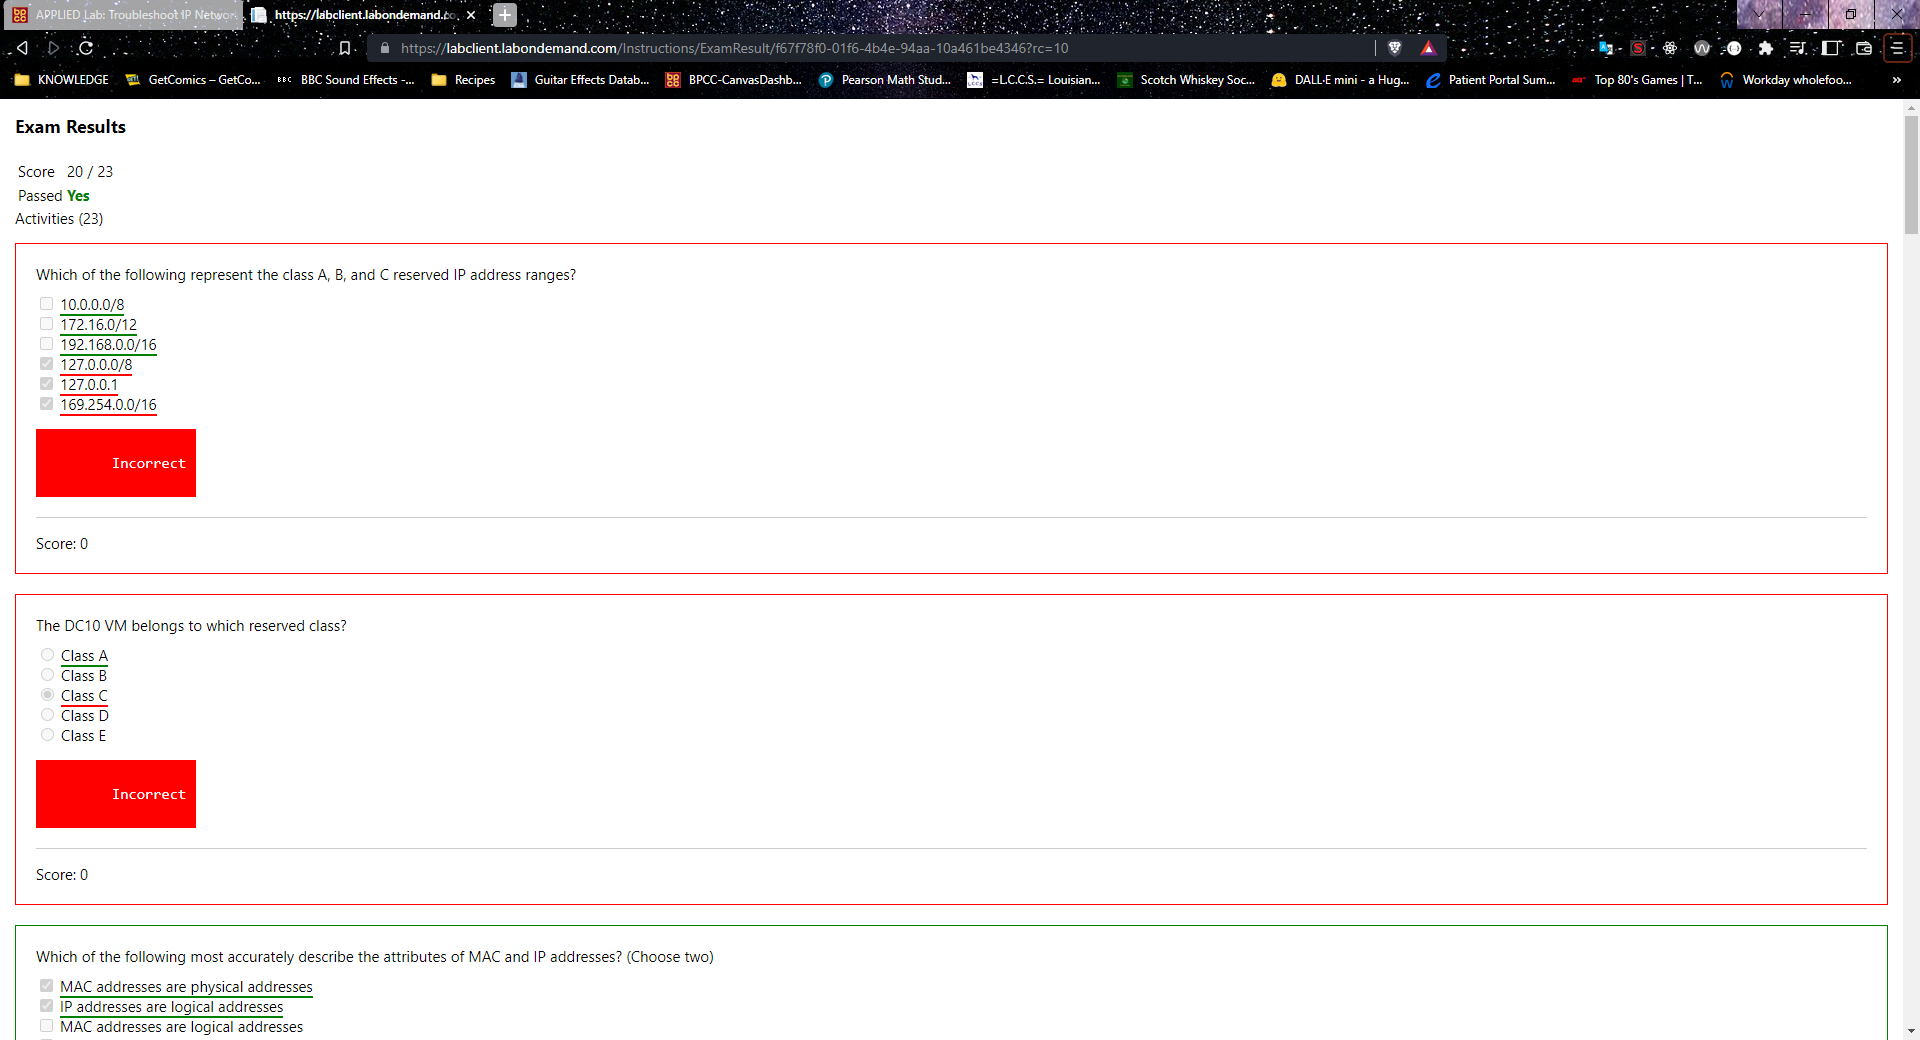 APPLIED Lab: Troubleshoot IP Networ
https://labclient.labondemand.co
https://labclient.labondemand.com/Instructions/ExamResult/f67f78f0-01f6-4b4e-94aa-10a461be4346?rc=10
KNOWLEDGE
GetComics – GetCo...
BBC
BBC Sound Effects -...
Recipes
Guitar Effects Datab...
BPCC-CanvasDashb...
Pearson Math Stud...
=L.C.C.S.= Louisian...
Scotch Whiskey Soc...
DALL·E mini - a Hug...
Patient Portal Sum...
Top 80's Games | T...
Workday wholefoo...
»
Exam Results
Score 20 / 23
Passed Yes
Activities (23)
Which of the following represent the class A, B, and C reserved IP address ranges?
10.0.0.0/8
172.16.0/12
192.168.0.0/16
127.0.0.0/8
127.0.0.1
169.254.0.0/16
Incorrect
Score: 0
The DC10 VM belongs to which reserved class?
Class A
Class B
Class C
Class D
Class E
Incorrect
Score: 0
Which of the following most accurately describe the attributes of MAC and IP addresses? (Choose two)
MAC addresses are physical addresses
IP addresses are logical addresses
MAC addresses are logical addresses